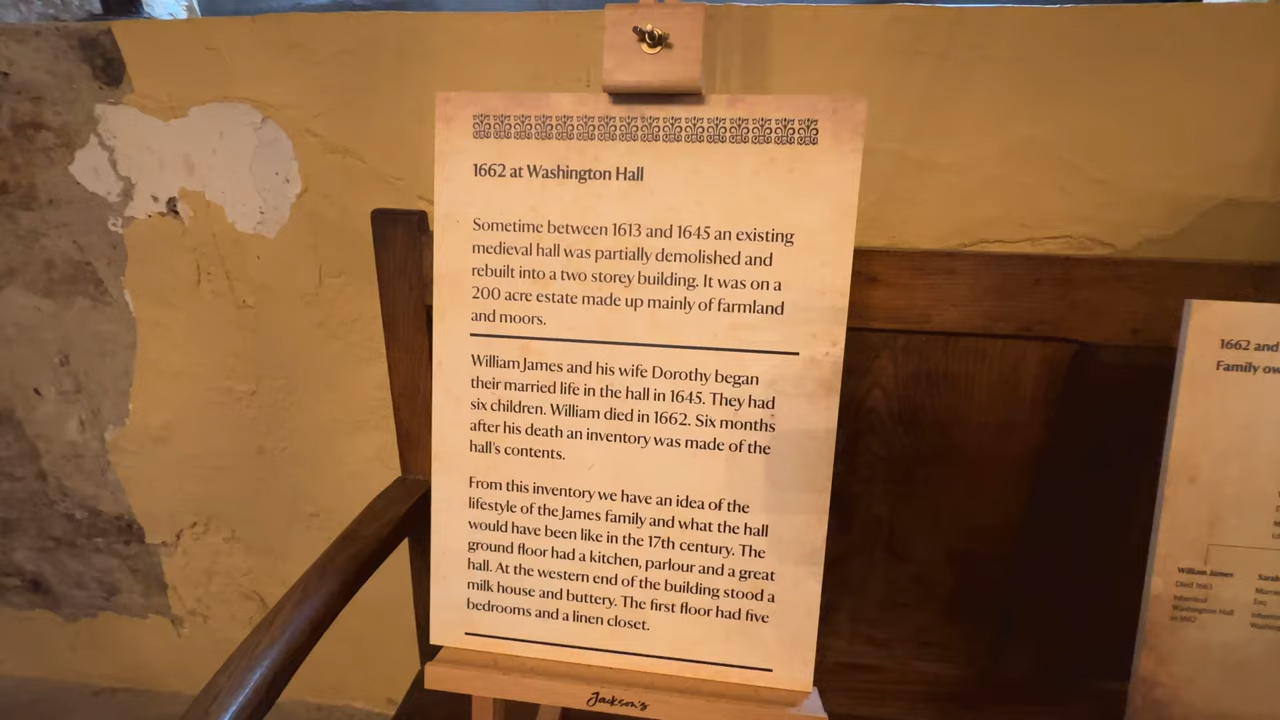 1662 at Washington Hall
Sometime between 1613 and 1645 an existing
medieval hall was partially demolished and
rebuilt into a two storey building. It was on a
200 acre estate made up mainly of farmland
and moors.
William James and his wife Dorothy began
their married life in the hall in 1645. They had
six children. William died in 1662. Six months
after his death an inventory was made of the
hall's contents.
From this inventory we have an idea of the
lifestyle of the James family and what the hall
would have been like in the 17th century. The
ground floor had a kitchen, parlour and a great
hall. At the western end of the building stood a
milk house and buttery. The first floor had five
bedrooms and a linen closet.
Jackson's
1662 and
Family ow
William James
Died 1663
Inherited
Washington Hall
in 1662
Sarah
Marri
Esq